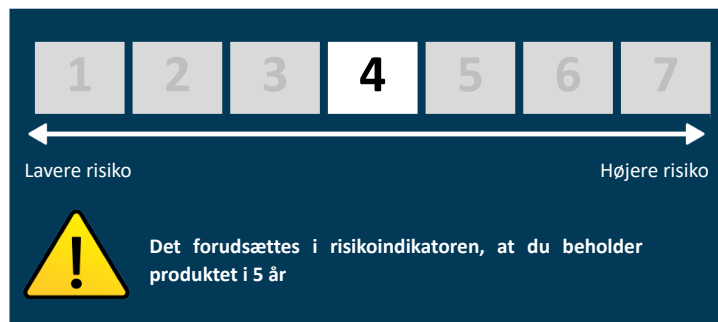 1 2 3 4 5 6 7
Lavere risiko Højere risiko
!
Det forudsættes i risikoindikatoren, at du beholder
produktet i 5 år